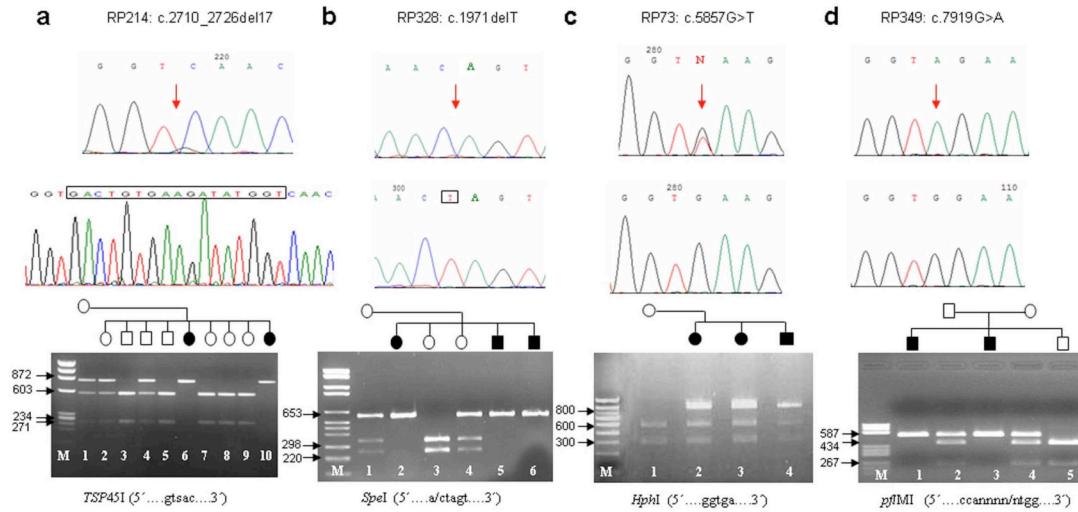 a RP214: c.2710_2726del17
220
G G T C A A C
G G T G A C T G T G A A G A T A T G G T C A A C
872
603
234
271
M 1 2 3 4 5 6 7 8 9 10
TSP45I (5´....gtsac....3´)
b RP328: c.1971delT
A A C A G T
300
A A C T A G T
653
298
220
M 1 2 3 4 5 6
SpeI (5´....a/ctagt....3´)
c RP73: c.5857G>T
280
G G T N A A G
280
G G T G A A G
800
600
300
M 1 2 3 4
HphI (5´....ggtga....3´)
d RP349: c.7919G>A
G G T A G A A
110
G G T G G A A
587
434
267
M 1 2 3 4 5
pflMI (5´....ccannnn/ntgg....3´)